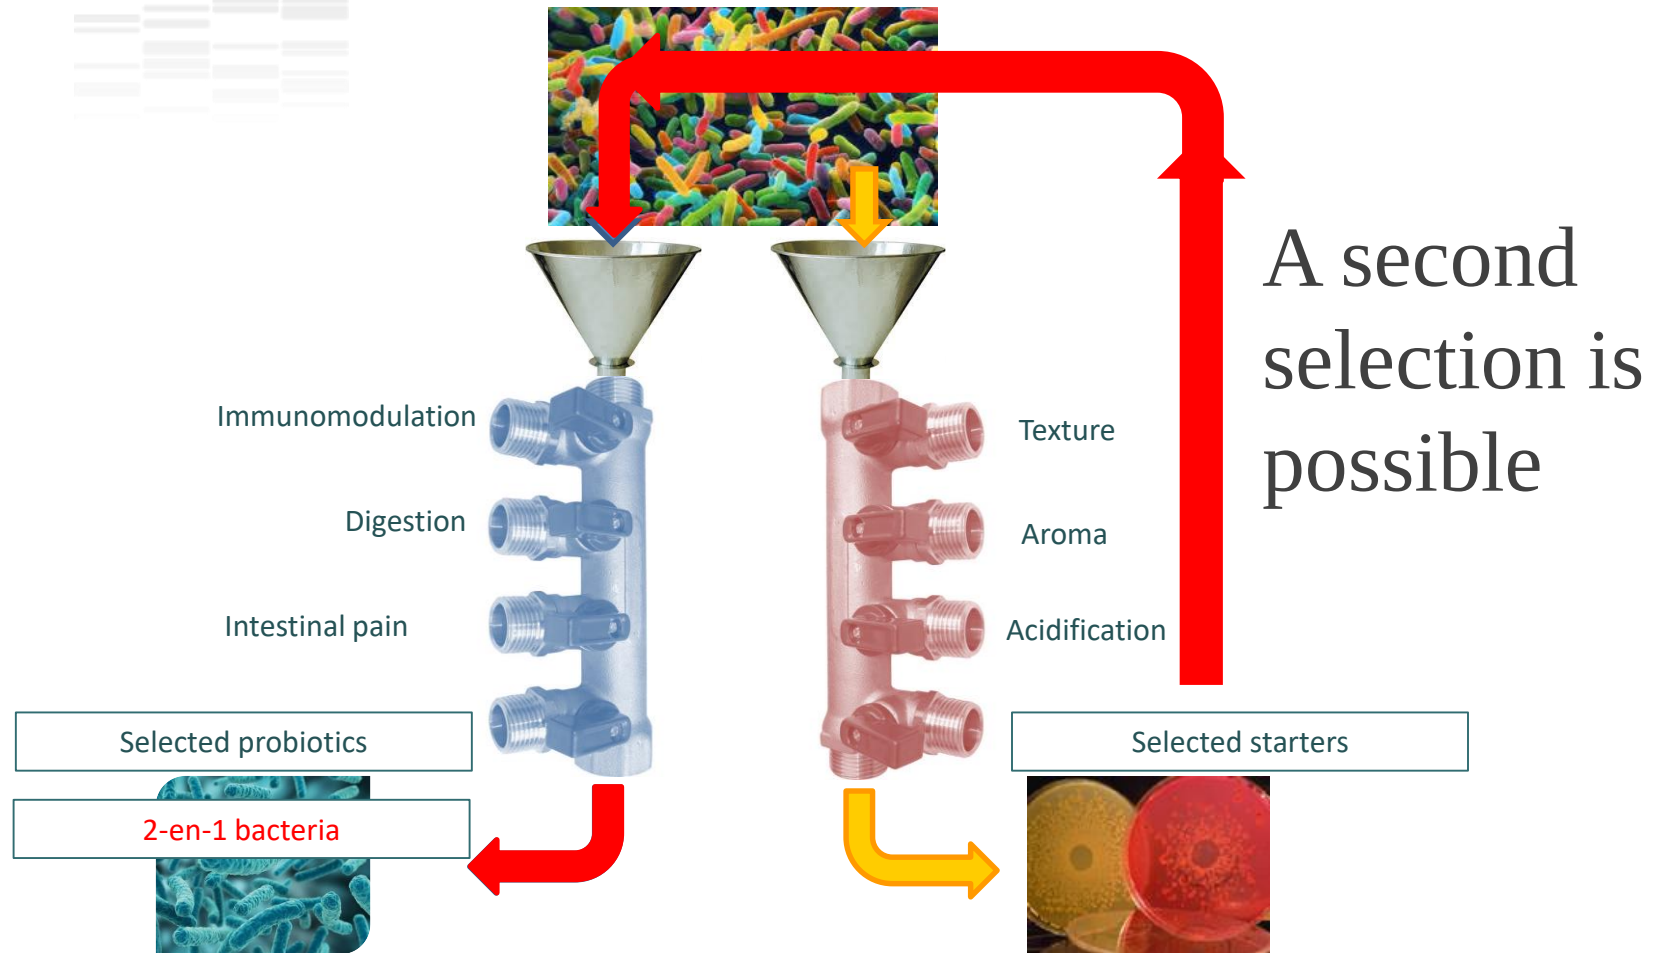 A second
selection is
possible
Immunomodulation
Digestion
Intestinal pain
Texture
Aroma
Acidification
Selected probiotics
2-en-1 bacteria
Selected starters